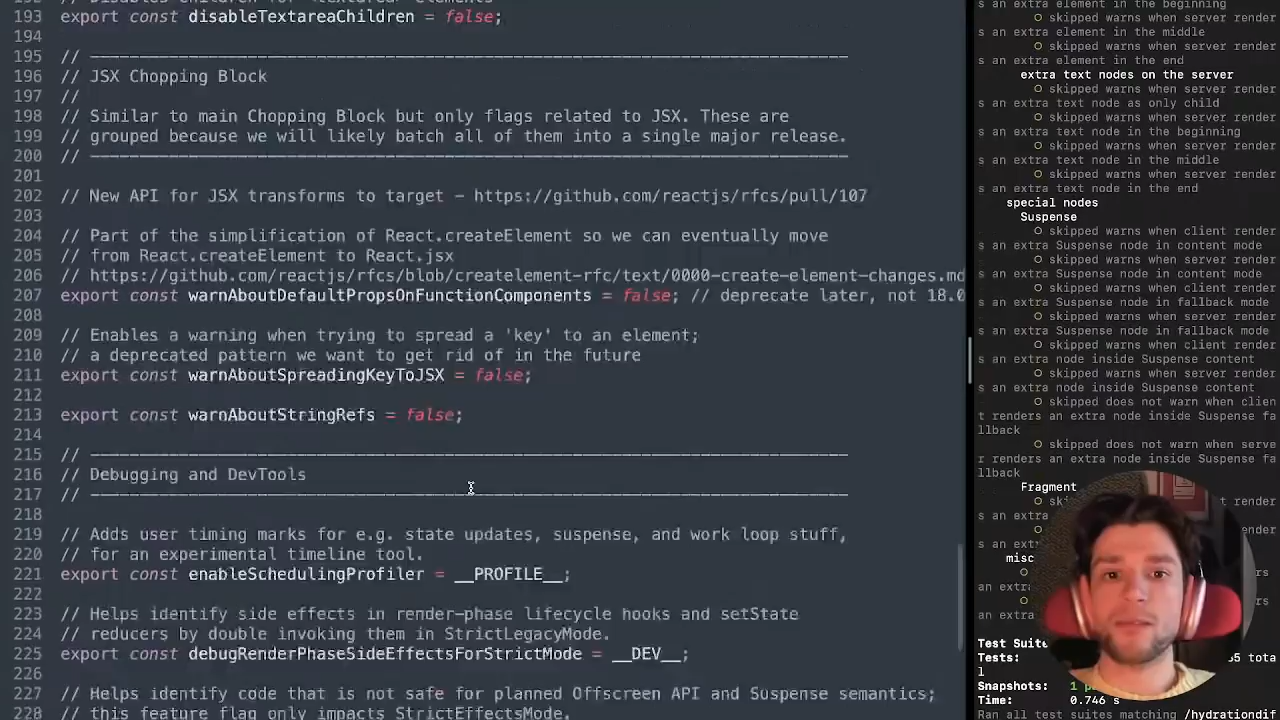 193 export const disableTextareaChildren = false;
194
195 // ———————————————————————————————
196 // JSX Chopping Block
197 //
198 // Similar to main Chopping Block but only flags related to JSX. These are
199 // grouped because we will likely batch all of them into a single major release.
200 // ———————————————————————————————
201
202 // New API for JSX transforms to target - https://github.com/reactjs/rfcs/pull/107
203
204 // Part of the simplification of React.createElement so we can eventually move
205 // from React.createElement to React.jsx
206 // https://github.com/reactjs/rfcs/blob/createlement-rfc/text/0000-create-element-changes.md
207 export const warnAboutDefaultPropsOnFunctionComponents = false; // deprecate later, not 18.0
208
209 // Enables a warning when trying to spread a 'key' to an element;
210 // a deprecated pattern we want to get rid of in the future
211 export const warnAboutSpreadingKeyToJSX = false;
212
213 export const warnAboutStringRefs = false;
214
215 // ———————————————————————————————
216 // Debugging and DevTools
217 // ———————————————————————————————
218
219 // Adds user timing marks for e.g. state updates, suspense, and work loop stuff,
220 // for an experimental timeline tool.
221 export const enableSchedulingProfiler = __PROFILE__;
222
223 // Helps identify side effects in render-phase lifecycle hooks and setState
224 // reducers by double invoking them in StrictLegacyMode.
225 export const debugRenderPhaseSideEffectsForStrictMode = __DEV__;
226
227 // Helps identify code that is not safe for planned Offscreen API and Suspense semantics;
228 // this feature flag only impacts StrictEffectsMode.
s an extra element in the beginning
○ skipped warns when server render
s an extra element in the middle
○ skipped warns when server render
s an extra element in the end
extra text nodes on the server
○ skipped warns when server render
s an extra text node as only child
○ skipped warns when server render
s an extra text node in the beginning
○ skipped warns when server render
s an extra text node in the middle
○ skipped warns when server render
s an extra text node in the end
special nodes
Suspense
○ skipped warns when client render
s an extra Suspense node in content mode
○ skipped warns when server render
s an extra Suspense node in content mode
○ skipped warns when client render
s an extra Suspense node in fallback mode
○ skipped warns when server render
s an extra Suspense node in fallback mode
○ skipped warns when client render
s an extra node inside Suspense content
○ skipped warns when server render
s an extra node inside Suspense content
○ skipped does not warn when clien
t renders an extra node inside Suspense fa
llback
○ skipped does not warn when serve
r renders an extra node inside Suspense fa
llback
Fragment
t renders
s an extra
s an extra
misc
an extra
an extra
Test Suite
Tests: 5 tota
l
Snapshots: 1
Time: 0.746 s
Ran all test suites matching /hydrationdif